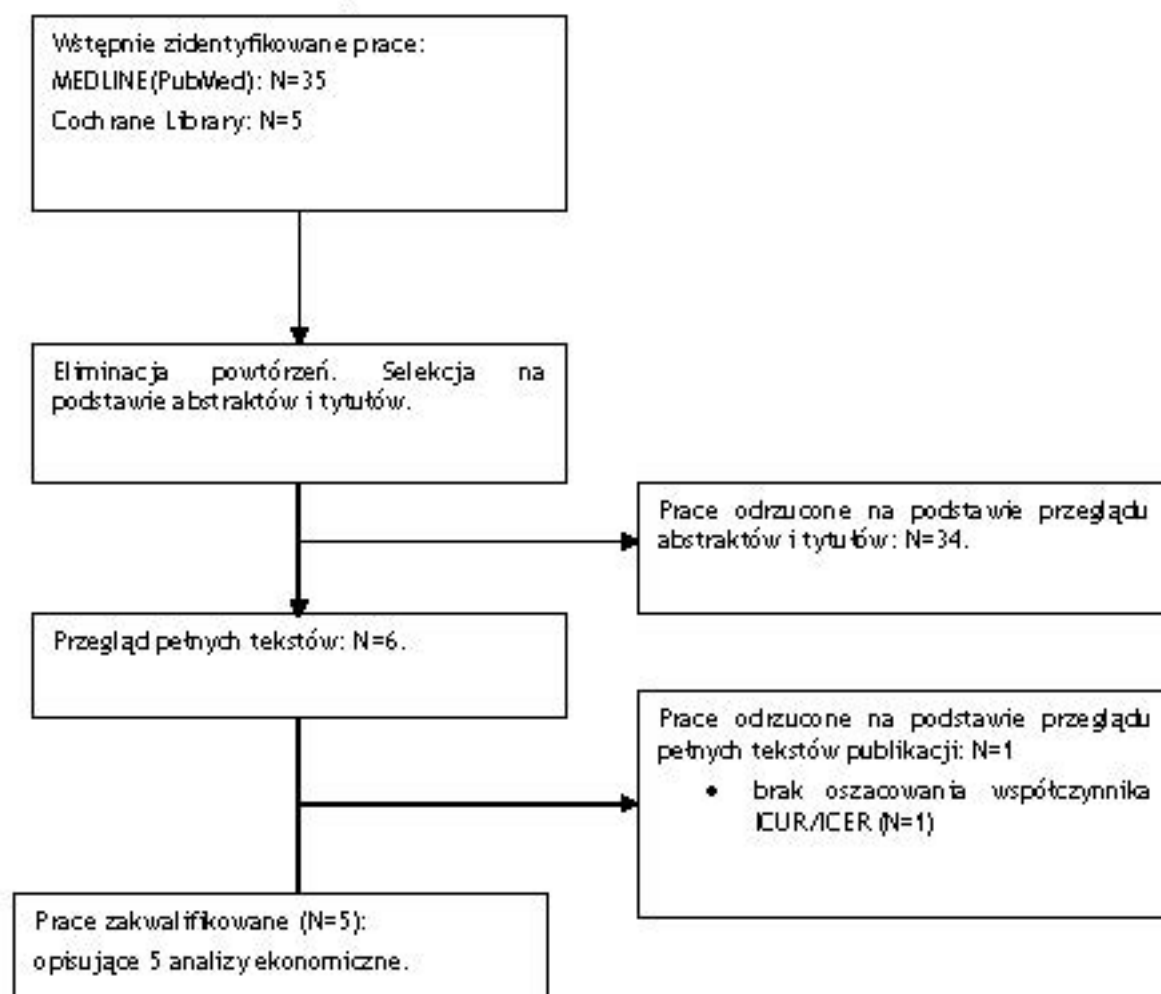 Wstępnie zidentyfikowane prace:
MEDLINE(PubMed): N=35
Cochrane Library: N=5
Eliminacja powtórzeń. Selekcja na
podstawie abstraktów i tytułów.
Prace odrzucone na podstawie przeglądu
abstraktów i tytułów: N=34.
Przegląd pełnych tekstów: N=6.
Prace odrzucone na podstawie przeglądu
pełnych tekstów publikacji: N=1
• brak oszacowania współczynnika
ICUR/ICER (N=1)
Prace zakwalifikowane (N=5):
opisujące 5 analizy ekonomiczne.